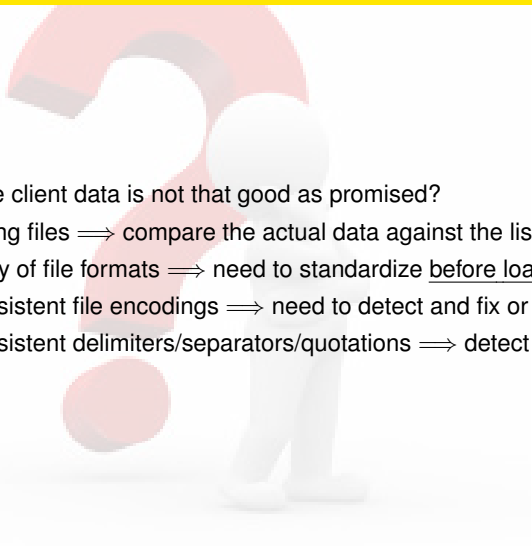 e client data is not that good as promised?
ng files ⟹ compare the actual data against the lis
y of file formats ⟹ need to standardize before loa
sistent file encodings ⟹ need to detect and fix or
sistent delimiters/separators/quotations ⟹ detect